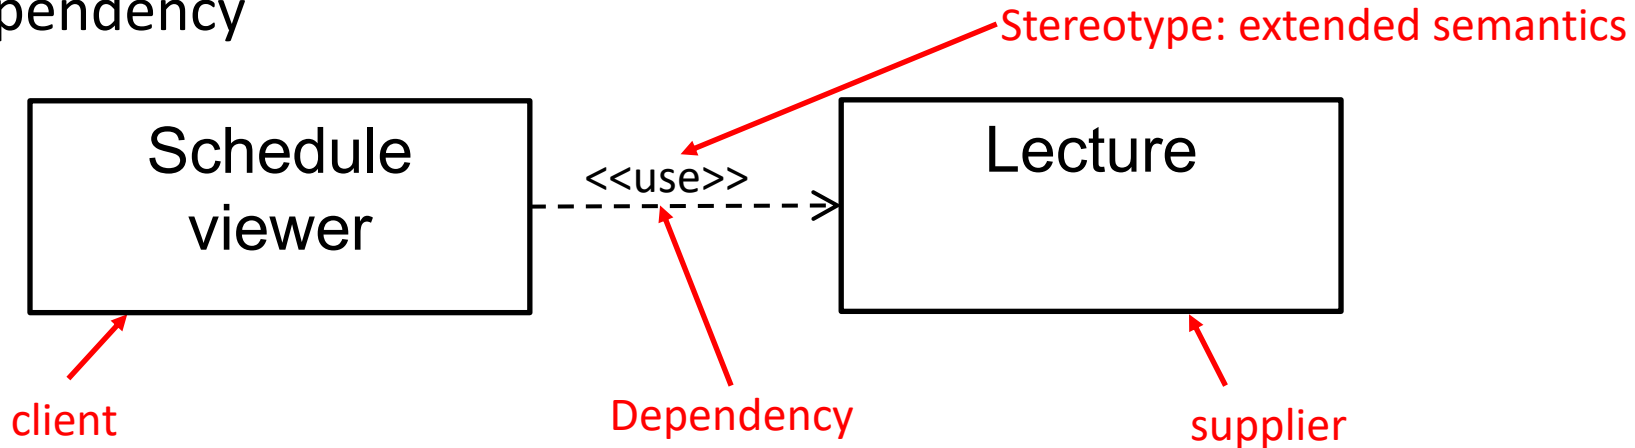 pendency
Stereotype: extended semantics
Schedule
viewer
<<use>>
Lecture
client
Dependency
supplier